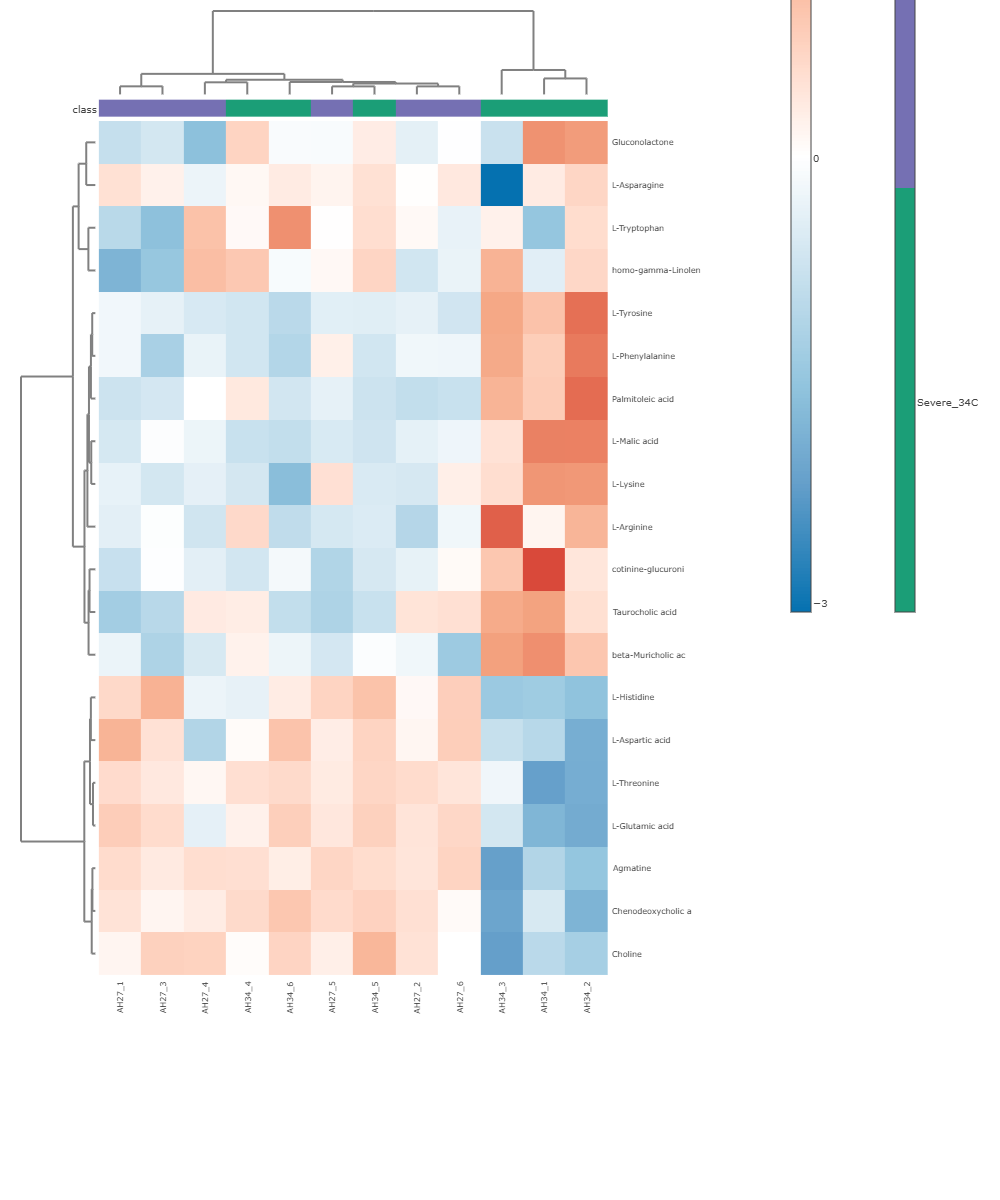 class
Gluconolactone
L-Asparagine
L-Tryptophan
homo-gamma-Linolen
L-Tyrosine
L-Phenylalanine
Palmitoleic acid
L-Malic acid
L-Lysine
L-Arginine
cotinine-glucuroni
Taurocholic acid
beta-Muricholic ac
L-Histidine
L-Aspartic acid
L-Threonine
L-Glutamic acid
Agmatine
Chenodeoxycholic a
Choline
AH27_1
AH27_3
AH27_4
AH34_4
AH34_6
AH27_5
AH34_5
AH27_2
AH27_6
AH34_3
AH34_1
AH34_2
0
−3
Severe_34C